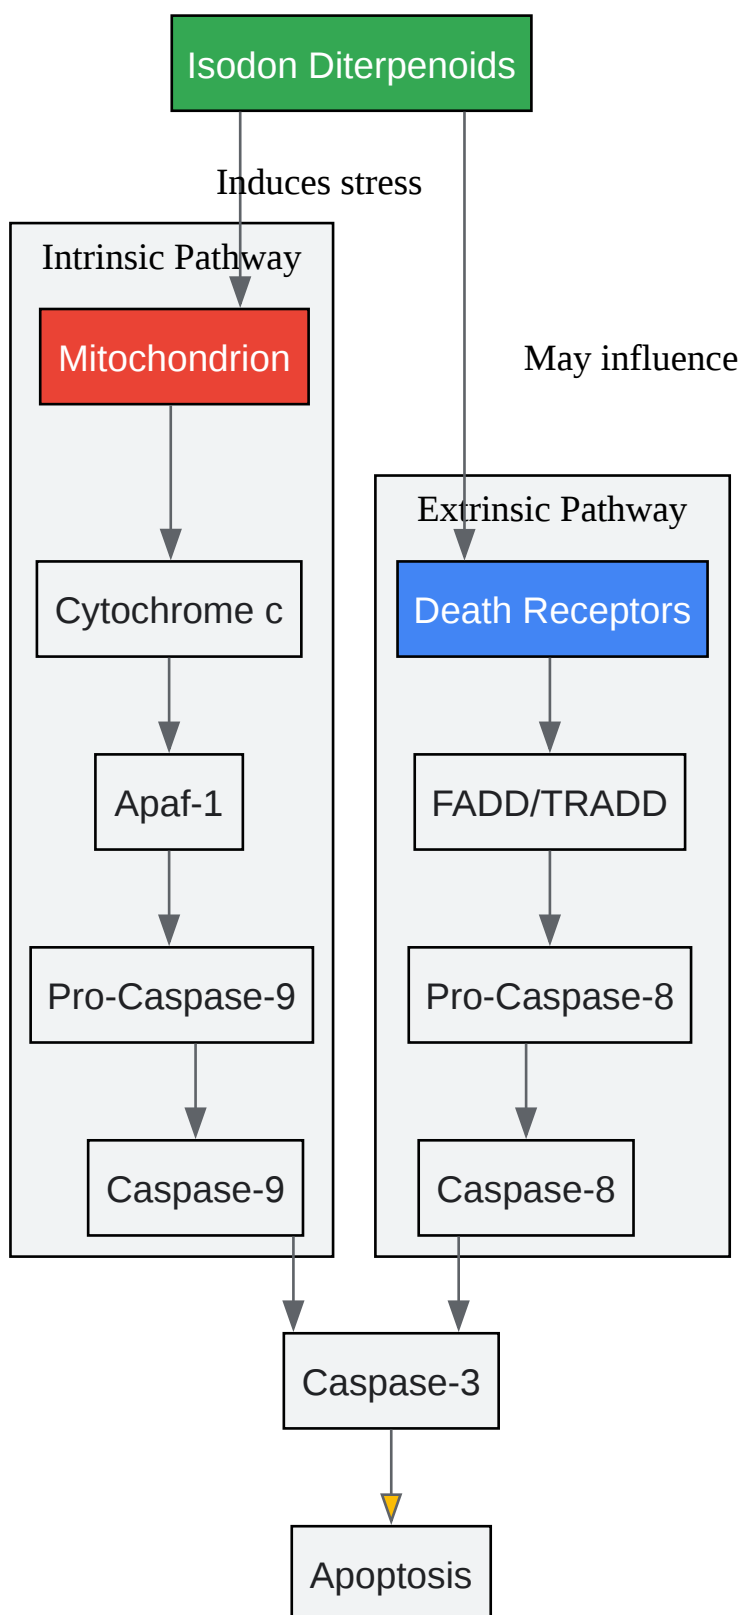 Isodon Diterpenoids
Induces stress
Intrinsic Pathway
Mitochondrion
May influence
Extrinsic Pathway
Cytochrome c
Death Receptors
Apaf-1
FADD/TRADD
Pro-Caspase-9
Pro-Caspase-8
Caspase-9
Caspase-8
Caspase-3
Apoptosis